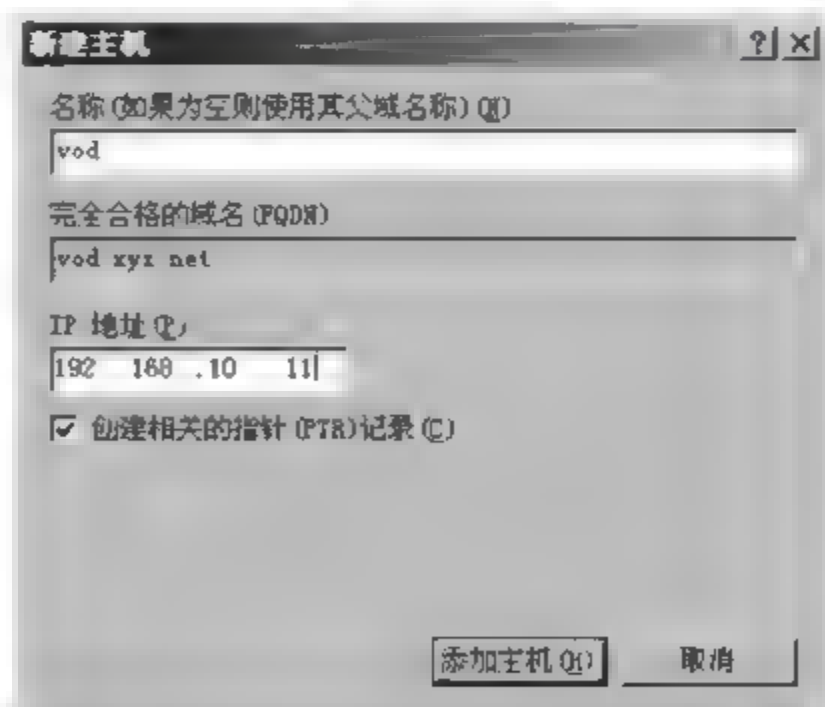 新建主机
名称(如果为空则使用其父域名称)(N)
vod
完全合格的域名(FQDN)
vod xyz net
IP 地址(P)
192 168 .10 11
创建相关的指针(PTR)记录(C)
添加主机(H) 取消